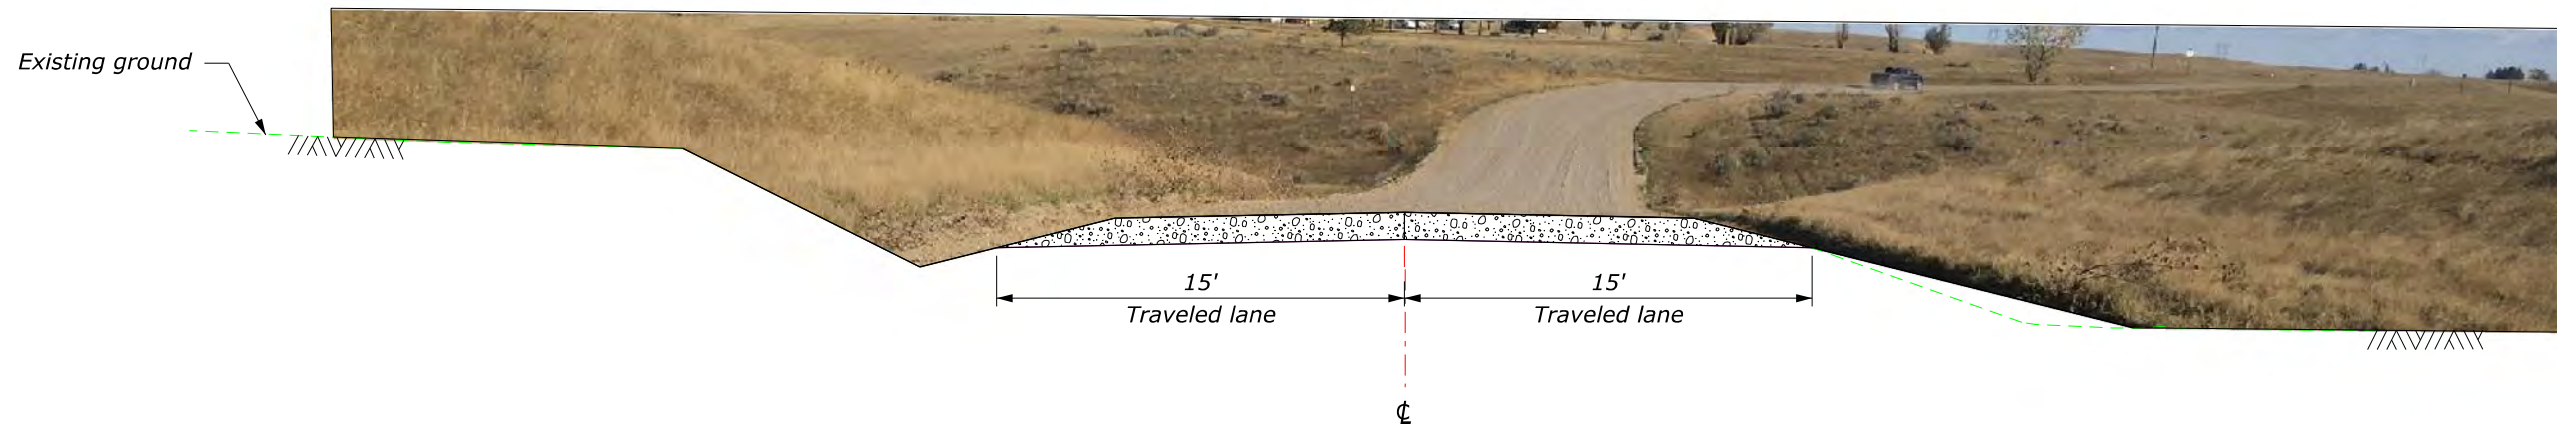 Existing ground
15'
Traveled lane
15'
Traveled lane
℄